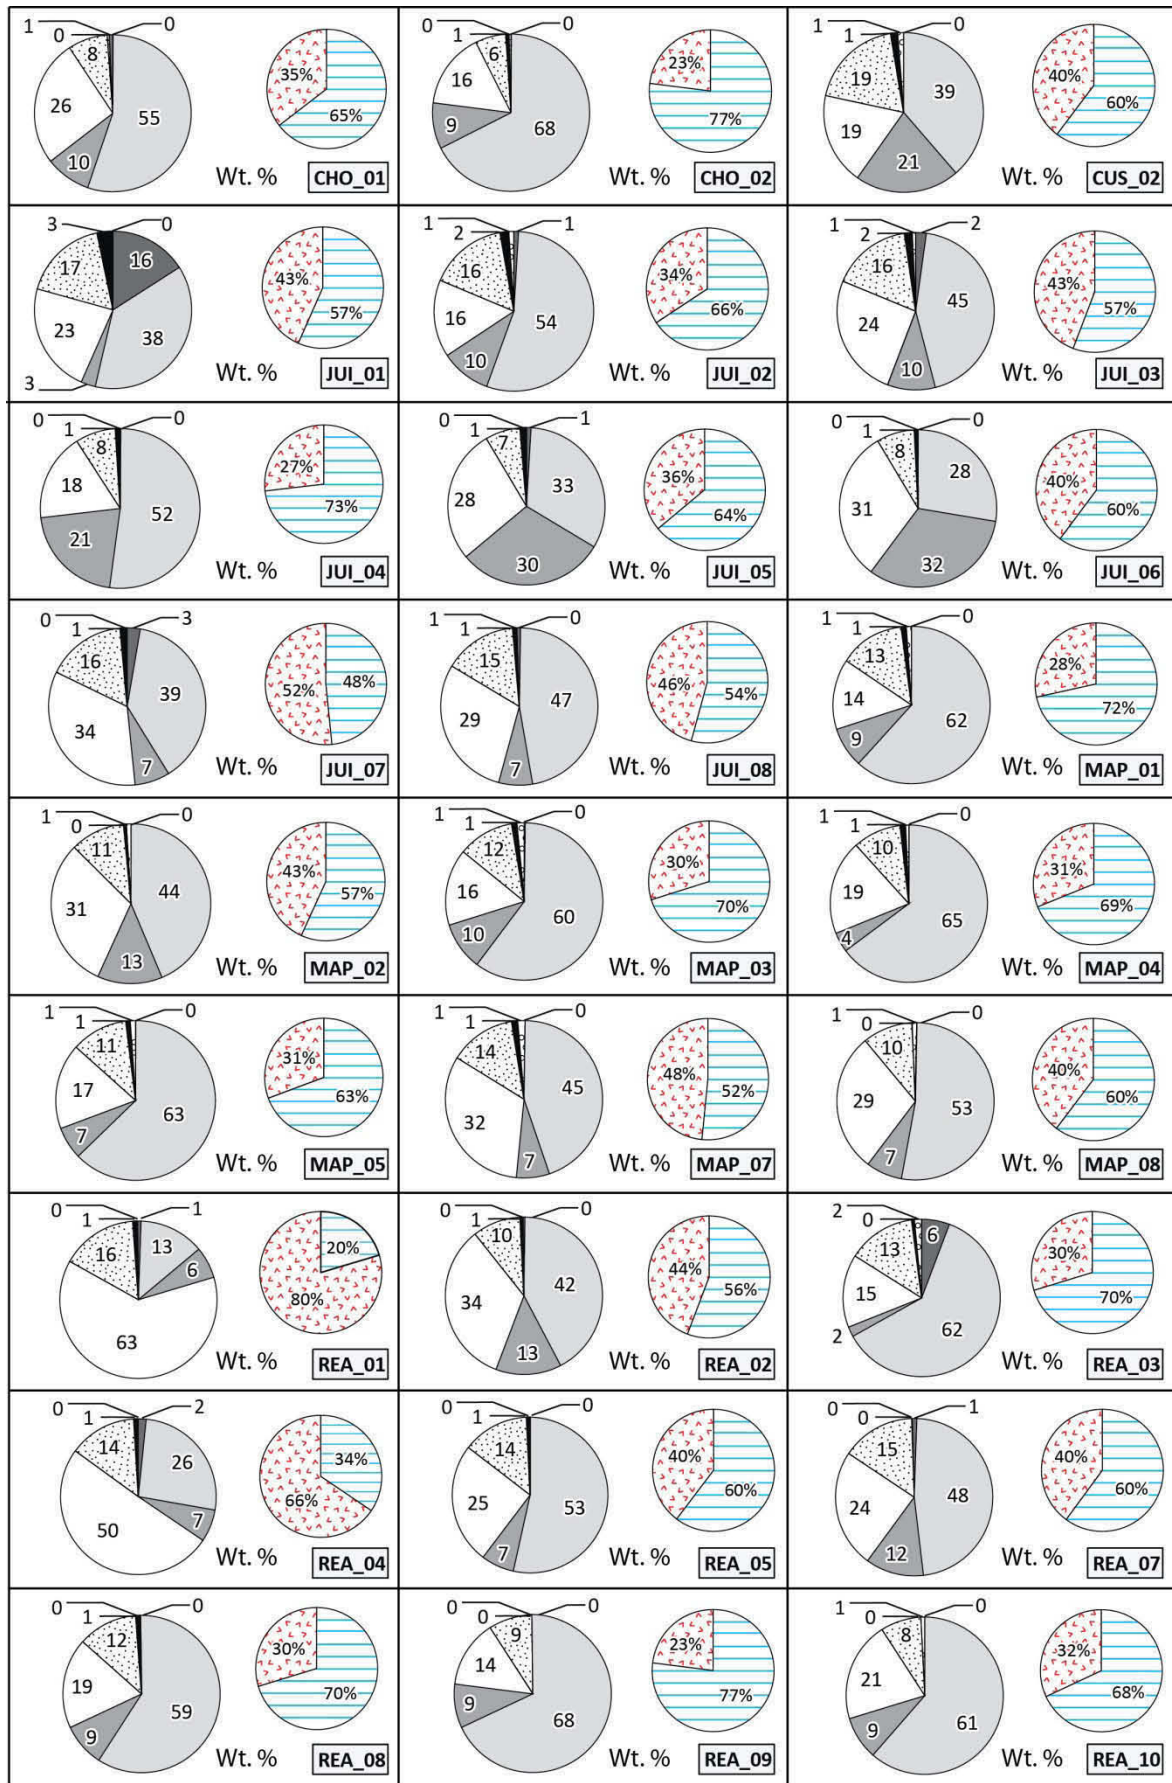 1 0 0
8 35%
26 55 65%
10 Wt. % CHO_01
0 1 0
6 23%
16
9 68 77%
Wt. % CHO_02
1 1 0
19 39 40%
19 21 60%
Wt. % CUS_02
3 0
17 16 43%
23 38 57%
3 Wt. % JUI_01
1 2 1
16 34%
16 54 66%
10 Wt. % JUI_02
1 2 2
16 45 43%
24 57%
10 Wt. % JUI_03
0 1 0
8 27%
18 52 73%
21 Wt. % JUI_04
0 1 1
7 33 36%
28 64%
30 Wt. % JUI_05
0 1 0
8 28 40%
31 60%
32 Wt. % JUI_06
0 1 3
16 39 52% 48%
34 7 Wt. % JUI_07
1 1 0
15 47 46% 54%
29 7 Wt. % JUI_08
1 1 0
13 28%
14 62 72%
9 Wt. % MAP_01
1 0 0
11 44 43%
31 57%
13 Wt. % MAP_02
1 1 0
12 30%
16 60 70%
10 Wt. % MAP_03
1 1 0
10 31%
19 65 69%
4 Wt. % MAP_04
1 1 0
11 31%
17 63 63%
7 Wt. % MAP_05
1 1 0
14 45 48% 52%
32 7 Wt. % MAP_07
1 0 0
10 53 40%
29 60%
7 Wt. % MAP_08
0 1 1
16 13 20%
6 80%
63 Wt. % REA_01
0 1 0
10 42 44%
34 56%
13 Wt. % REA_02
2 0 6
13 30%
15 62 70%
2 Wt. % REA_03
0 1 2
14 26 34%
50 7 66%
Wt. % REA_04
0 1 0
14 40%
25 53 60%
7 Wt. % REA_05
0 0 1
15 48 40%
24 60%
12 Wt. % REA_07
0 1 0
12 30%
19 59 70%
9 Wt. % REA_08
0 0 0
9 23%
14 68 77%
9 Wt. % REA_09
1 0 0
8 32%
21 61 68%
9 Wt. % REA_10